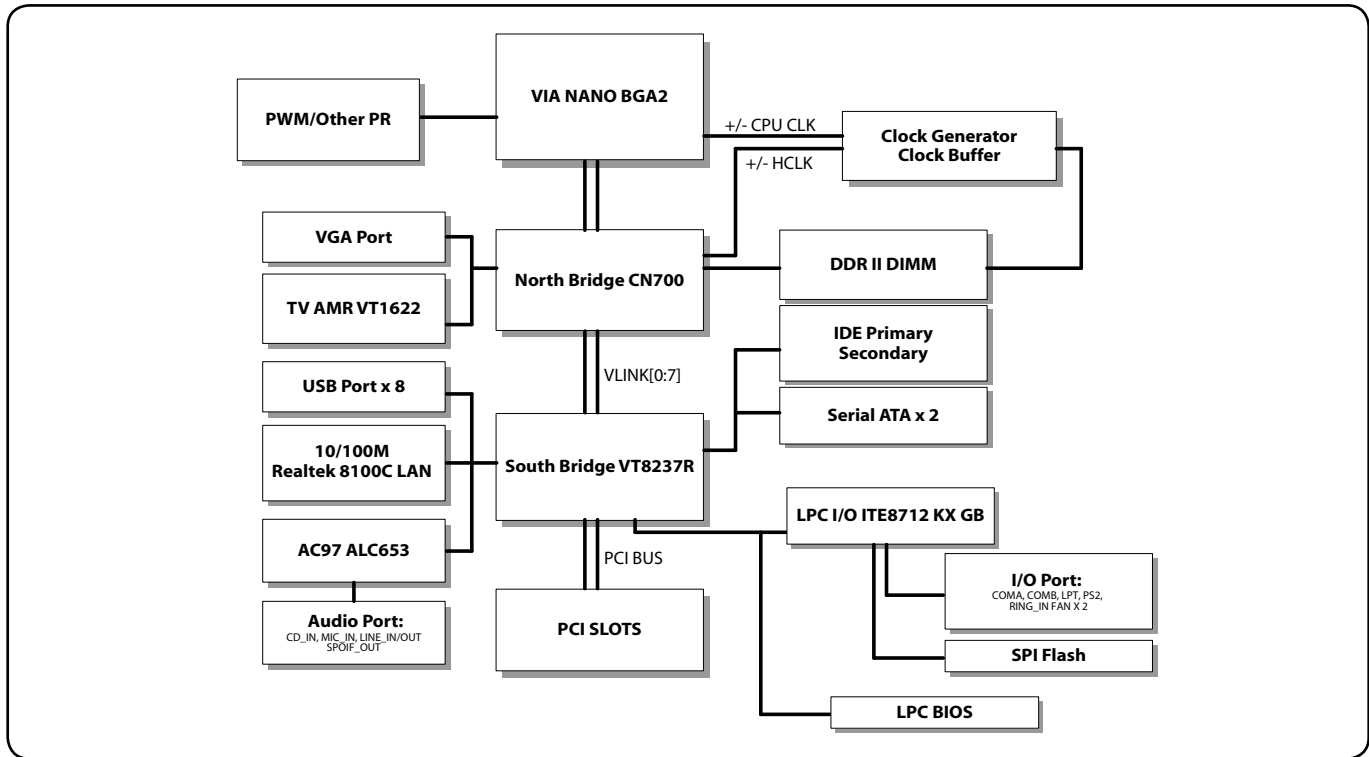 VIA NANO BGA2
PWM/Other PR
+/- CPU CLK
Clock Generator
Clock Buffer
+/- HCLK
VGA Port
North Bridge CN700
DDR II DIMM
TV AMR VT1622
IDE Primary
Secondary
VLINK[0:7]
USB Port x 8
Serial ATA x 2
10/100M
Realtek 8100C LAN
South Bridge VT8237R
LPC I/O ITE8712 KX GB
AC97 ALC653
PCI BUS
I/O Port:
COMA, COMB, LPT, PS2,
RING_IN FAN X 2
Audio Port:
CD_IN, MIC_IN, LINE_IN/OUT
SPOIF_OUT
PCI SLOTS
SPI Flash
LPC BIOS